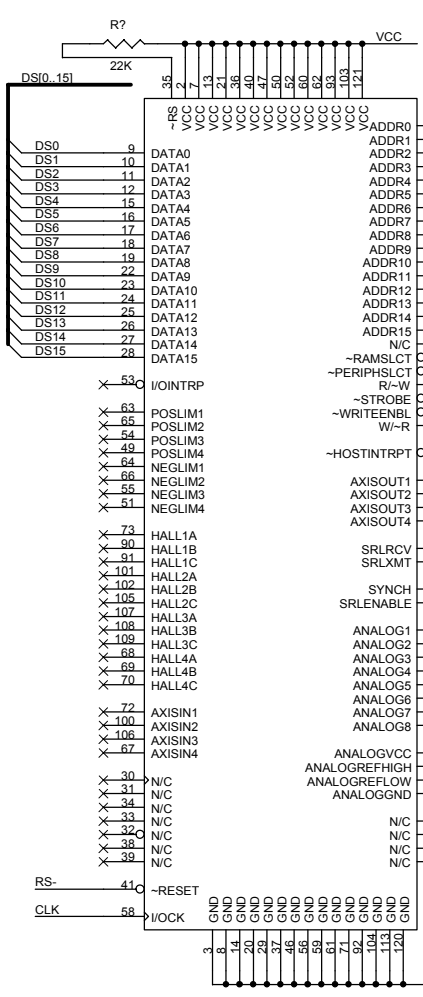 R?
VCC
22K
DS[0..15]
35 2 7 13 21 36 40 47 50 52 60 62 93 103 121
~RS VCC VCC VCC VCC VCC VCC VCC VCC VCC VCC VCC VCC VCC VCC
ADDR0
ADDR1
DS0 9 DATA0 ADDR2
DS1 10 DATA1 ADDR3
DS2 11 DATA2 ADDR4
DS3 12 DATA3 ADDR5
DS4 15 DATA4 ADDR6
DS5 16 DATA5 ADDR7
DS6 17 DATA6 ADDR8
DS7 18 DATA7 ADDR9
DS8 19 DATA8 ADDR10
DS9 22 DATA9 ADDR11
DS10 23 DATA10 ADDR12
DS11 24 DATA11 ADDR13
DS12 25 DATA12 ADDR14
DS13 26 DATA13 ADDR15
DS14 27 DATA14 N/C
DS15 28 DATA15 ~RAMSLCT
~PERIPHSLCT
53 I/OINTRP R/~W
~STROBE
63 POSLIM1 ~WRITEENBL
65 POSLIM2 W/~R
54 POSLIM3
49 POSLIM4 ~HOSTINTRPT
64 NEGLIM1
66 NEGLIM2 AXISOUT1
55 NEGLIM3 AXISOUT2
51 NEGLIM4 AXISOUT3
AXISOUT4
73 HALL1A
90 HALL1B SRLRCV
91 HALL1C SRLXMT
101 HALL2A
102 HALL2B SYNCH
105 HALL2C SRLENABLE
107 HALL3A
108 HALL3B ANALOG1
109 HALL3C ANALOG2
68 HALL4A ANALOG3
69 HALL4B ANALOG4
70 HALL4C ANALOG5
ANALOG6
72 AXISIN1 ANALOG7
100 AXISIN2 ANALOG8
106 AXISIN3
67 AXISIN4 ANALOGVCC
ANALOGREFHIGH
30 N/C ANALOGREFLOW
31 N/C ANALOGGND
34 N/C
33 N/C N/C
32 N/C N/C
38 N/C N/C
39 N/C N/C
RS- 41 ~RESET
CLK 58 I/OCK
GND GND GND GND GND GND GND GND GND GND GND GND GND GND GND
3 8 14 20 29 37 46 56 59 61 71 92 104 113 120